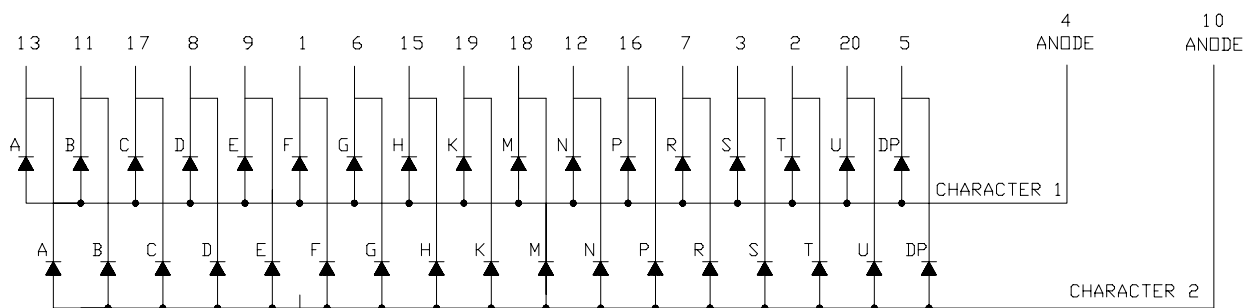 4 10
13 11 17 8 9 1 6 15 19 18 12 16 7 3 2 20 5 ANODE ANODE
A B C D E F G H K M N P R S T U DP
CHARACTER 1
A B C D E F G H K M N P R S T U DP
CHARACTER 2